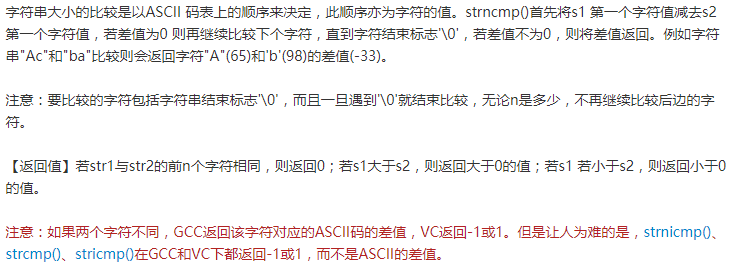 字符串大小的比较是以ASCII 码表上的顺序来决定，此顺序亦为字符的值。strncmp()首先将s1 第一个字符值减去s2
第一个字符值，若差值为0 则再继续比较下个字符，直到字符结束标志'\0'，若差值不为0，则将差值返回。例如字符
串"Ac"和"ba"比较则会返回字符"A"(65)和'b'(98)的差值(-33)。
注意：要比较的字符包括字符串结束标志'\0'，而且一旦遇到'\0'就结束比较，无论n是多少，不再继续比较后边的字
符。
【返回值】若str1与str2的前n个字符相同，则返回0；若s1大于s2，则返回大于0的值；若s1 若小于s2，则返回小于0
的值。
注意：如果两个字符不同，GCC返回该字符对应的ASCII码的差值，VC返回-1或1。但是让人为难的是，strnicmp()、
strcmp()、stricmp()在GCC和VC下都返回-1或1，而不是ASCII的差值。